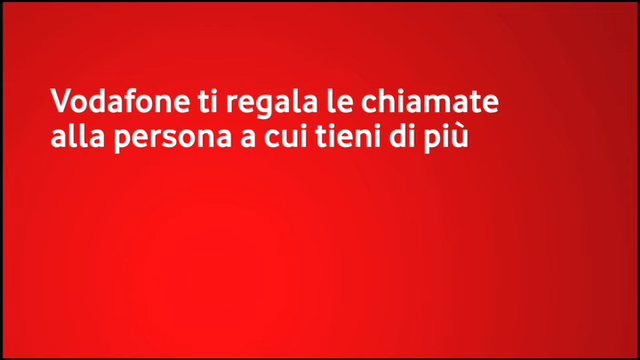 Vodafone ti regala le chiamate
alla persona a cui tieni di più